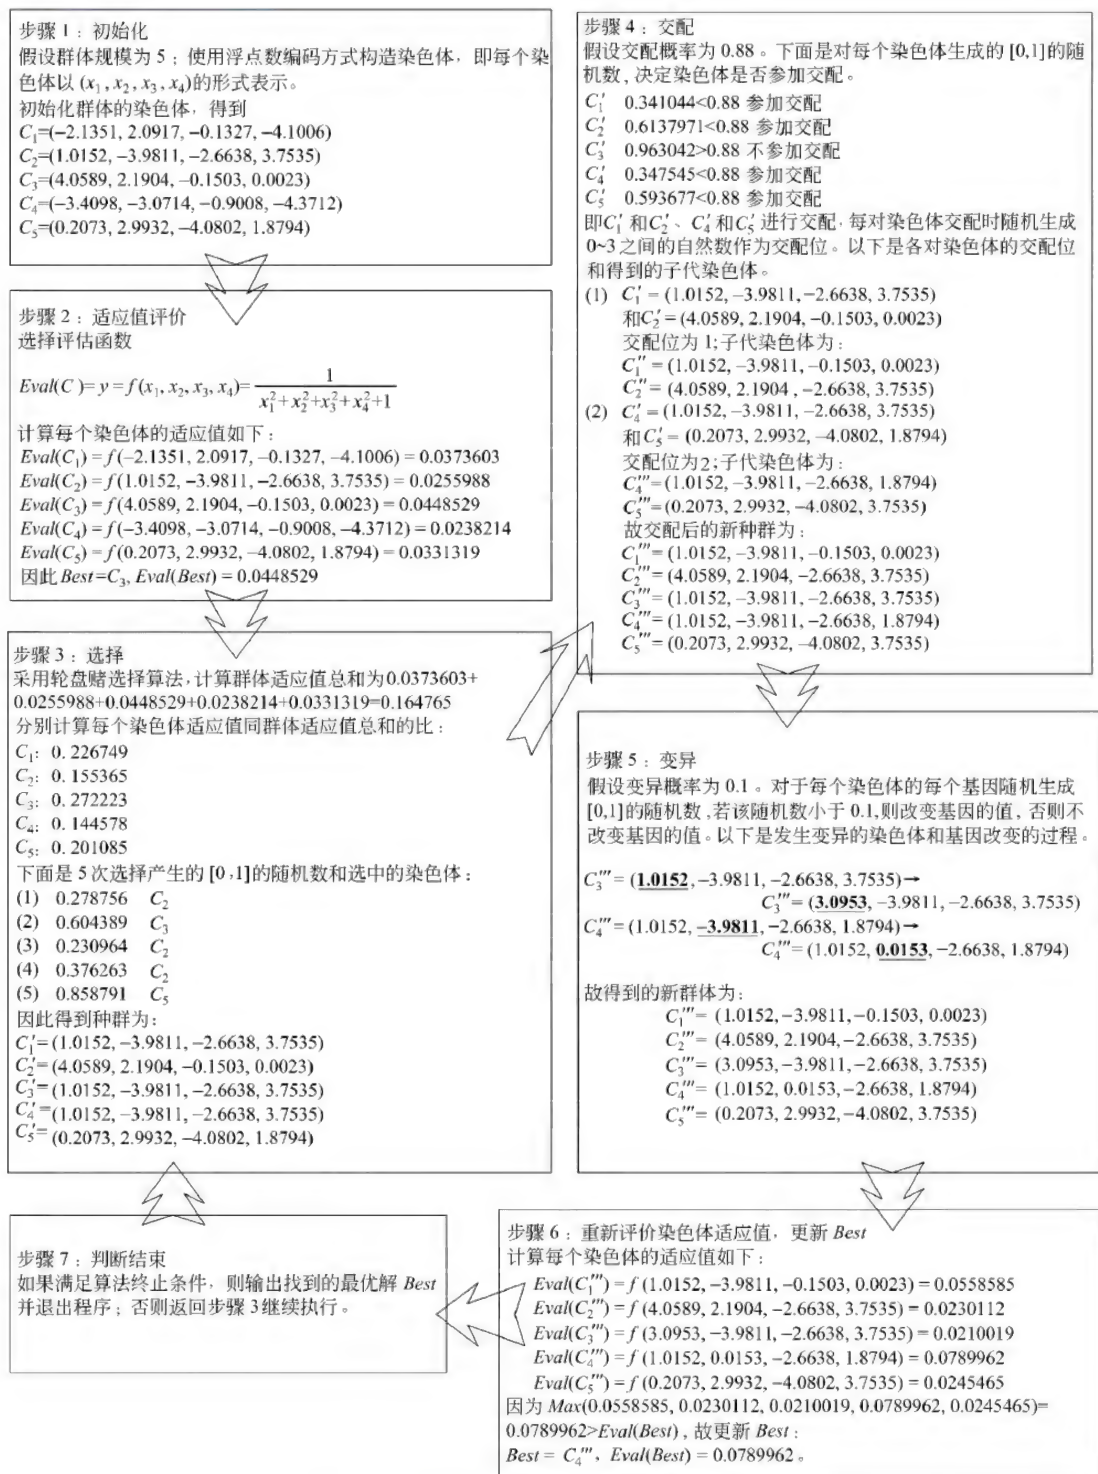 步骤 1：初始化
假设群体规模为 5；使用浮点数编码方式构造染色体，即每个染
色体以 (x₁, x₂, x₃, x₄)的形式表示。
初始化群体的染色体，得到
C₁=(−2.1351, 2.0917, −0.1327, −4.1006)
C₂=(1.0152, −3.9811, −2.6638, 3.7535)
C₃=(4.0589, 2.1904, −0.1503, 0.0023)
C₄=(−3.4098, −3.0714, −0.9008, −4.3712)
C₅=(0.2073, 2.9932, −4.0802, 1.8794)
步骤 2：适应值评价
选择评估函数
Eval(C )= y = f (x₁, x₂, x₃, x₄)= 1 / (x₁²+x₂²+x₃²+x₄²+1)
计算每个染色体的适应值如下：
Eval(C₁) = f (−2.1351, 2.0917, −0.1327, −4.1006) = 0.0373603
Eval(C₂) = f (1.0152, −3.9811, −2.6638, 3.7535) = 0.0255988
Eval(C₃) = f (4.0589, 2.1904, −0.1503, 0.0023) = 0.0448529
Eval(C₄) = f (−3.4098, −3.0714, −0.9008, −4.3712) = 0.0238214
Eval(C₅) = f (0.2073, 2.9932, −4.0802, 1.8794) = 0.0331319
因此 Best=C₃, Eval(Best) = 0.0448529
步骤 3：选择
采用轮盘赌选择算法，计算群体适应值总和为0.0373603+
0.0255988+0.0448529+0.0238214+0.0331319=0.164765
分别计算每个染色体适应值同群体适应值总和的比：
C₁: 0.226749
C₂: 0.155365
C₃: 0.272223
C₄: 0.144578
C₅: 0.201085
下面是 5 次选择产生的 [0,1]的随机数和选中的染色体：
(1) 0.278756 C₂
(2) 0.604389 C₃
(3) 0.230964 C₂
(4) 0.376263 C₂
(5) 0.858791 C₅
因此得到种群为:
C₁′=(1.0152, −3.9811, −2.6638, 3.7535)
C₂′=(4.0589, 2.1904, −0.1503, 0.0023)
C₃′=(1.0152, −3.9811, −2.6638, 3.7535)
C₄′=(1.0152, −3.9811, −2.6638, 3.7535)
C₅′=(0.2073, 2.9932, −4.0802, 1.8794)
步骤 4：交配
假设交配概率为 0.88。下面是对每个染色体生成的 [0,1]的随
机数, 决定染色体是否参加交配。
C₁′ 0.341044<0.88 参加交配
C₂′ 0.6137971<0.88 参加交配
C₃′ 0.963042>0.88 不参加交配
C₄′ 0.347545<0.88 参加交配
C₅′ 0.593677<0.88 参加交配
即C₁′ 和C₂′、C₄′ 和C₅′ 进行交配, 每对染色体交配时随机生成
0~3 之间的自然数作为交配位。以下是各对染色体的交配位
和得到的子代染色体。
(1) C₁′ = (1.0152, −3.9811, −2.6638, 3.7535)
和C₂′ = (4.0589, 2.1904, −0.1503, 0.0023)
交配位为 1; 子代染色体为:
C₁″ = (1.0152, −3.9811, −0.1503, 0.0023)
C₂″ = (4.0589, 2.1904 , −2.6638, 3.7535)
(2) C₄′ = (1.0152, −3.9811, −2.6638, 3.7535)
和C₅′ = (0.2073, 2.9932, −4.0802, 1.8794)
交配位为2; 子代染色体为:
C₄‴= (1.0152, −3.9811, −2.6638, 1.8794)
C₅‴= (0.2073, 2.9932, −4.0802, 3.7535)
故交配后的新种群为:
C₁‴= (1.0152, −3.9811, −0.1503, 0.0023)
C₂‴= (4.0589, 2.1904, −2.6638, 3.7535)
C₃‴= (1.0152, −3.9811, −2.6638, 3.7535)
C₄‴= (1.0152, −3.9811, −2.6638, 1.8794)
C₅‴= (0.2073, 2.9932, −4.0802, 3.7535)
步骤 5：变异
假设变异概率为 0.1。对于每个染色体的每个基因随机生成
[0,1]的随机数, 若该随机数小于 0.1, 则改变基因的值，否则不
改变基因的值。以下是发生变异的染色体和基因改变的过程。
C₃‴= (1.0152, −3.9811, −2.6638, 3.7535)→
C₃‴= (3.0953, −3.9811, −2.6638, 3.7535)
C₄‴= (1.0152, −3.9811, −2.6638, 1.8794)→
C₄‴= (1.0152, 0.0153, −2.6638, 1.8794)
故得到的新群体为:
C₁‴= (1.0152, −3.9811, −0.1503, 0.0023)
C₂‴= (4.0589, 2.1904, −2.6638, 3.7535)
C₃‴= (3.0953, −3.9811, −2.6638, 3.7535)
C₄‴= (1.0152, 0.0153, −2.6638, 1.8794)
C₅‴= (0.2073, 2.9932, −4.0802, 3.7535)
步骤 6：重新评价染色体适应值，更新 Best
计算每个染色体的适应值如下：
Eval(C₁‴) = f (1.0152, −3.9811, −0.1503, 0.0023) = 0.0558585
Eval(C₂‴) = f (4.0589, 2.1904, −2.6638, 3.7535) = 0.0230112
Eval(C₃‴) = f (3.0953, −3.9811, −2.6638, 3.7535) = 0.0210019
Eval(C₄‴) = f (1.0152, 0.0153, −2.6638, 1.8794) = 0.0789962
Eval(C₅‴) = f (0.2073, 2.9932, −4.0802, 3.7535) = 0.0245465
因为 Max(0.0558585, 0.0230112, 0.0210019, 0.0789962, 0.0245465)=
0.0789962>Eval(Best)，故更新 Best：
Best = C₄‴, Eval(Best) = 0.0789962。
步骤 7：判断结束
如果满足算法终止条件，则输出找到的最优解 Best
并退出程序；否则返回步骤 3继续执行。